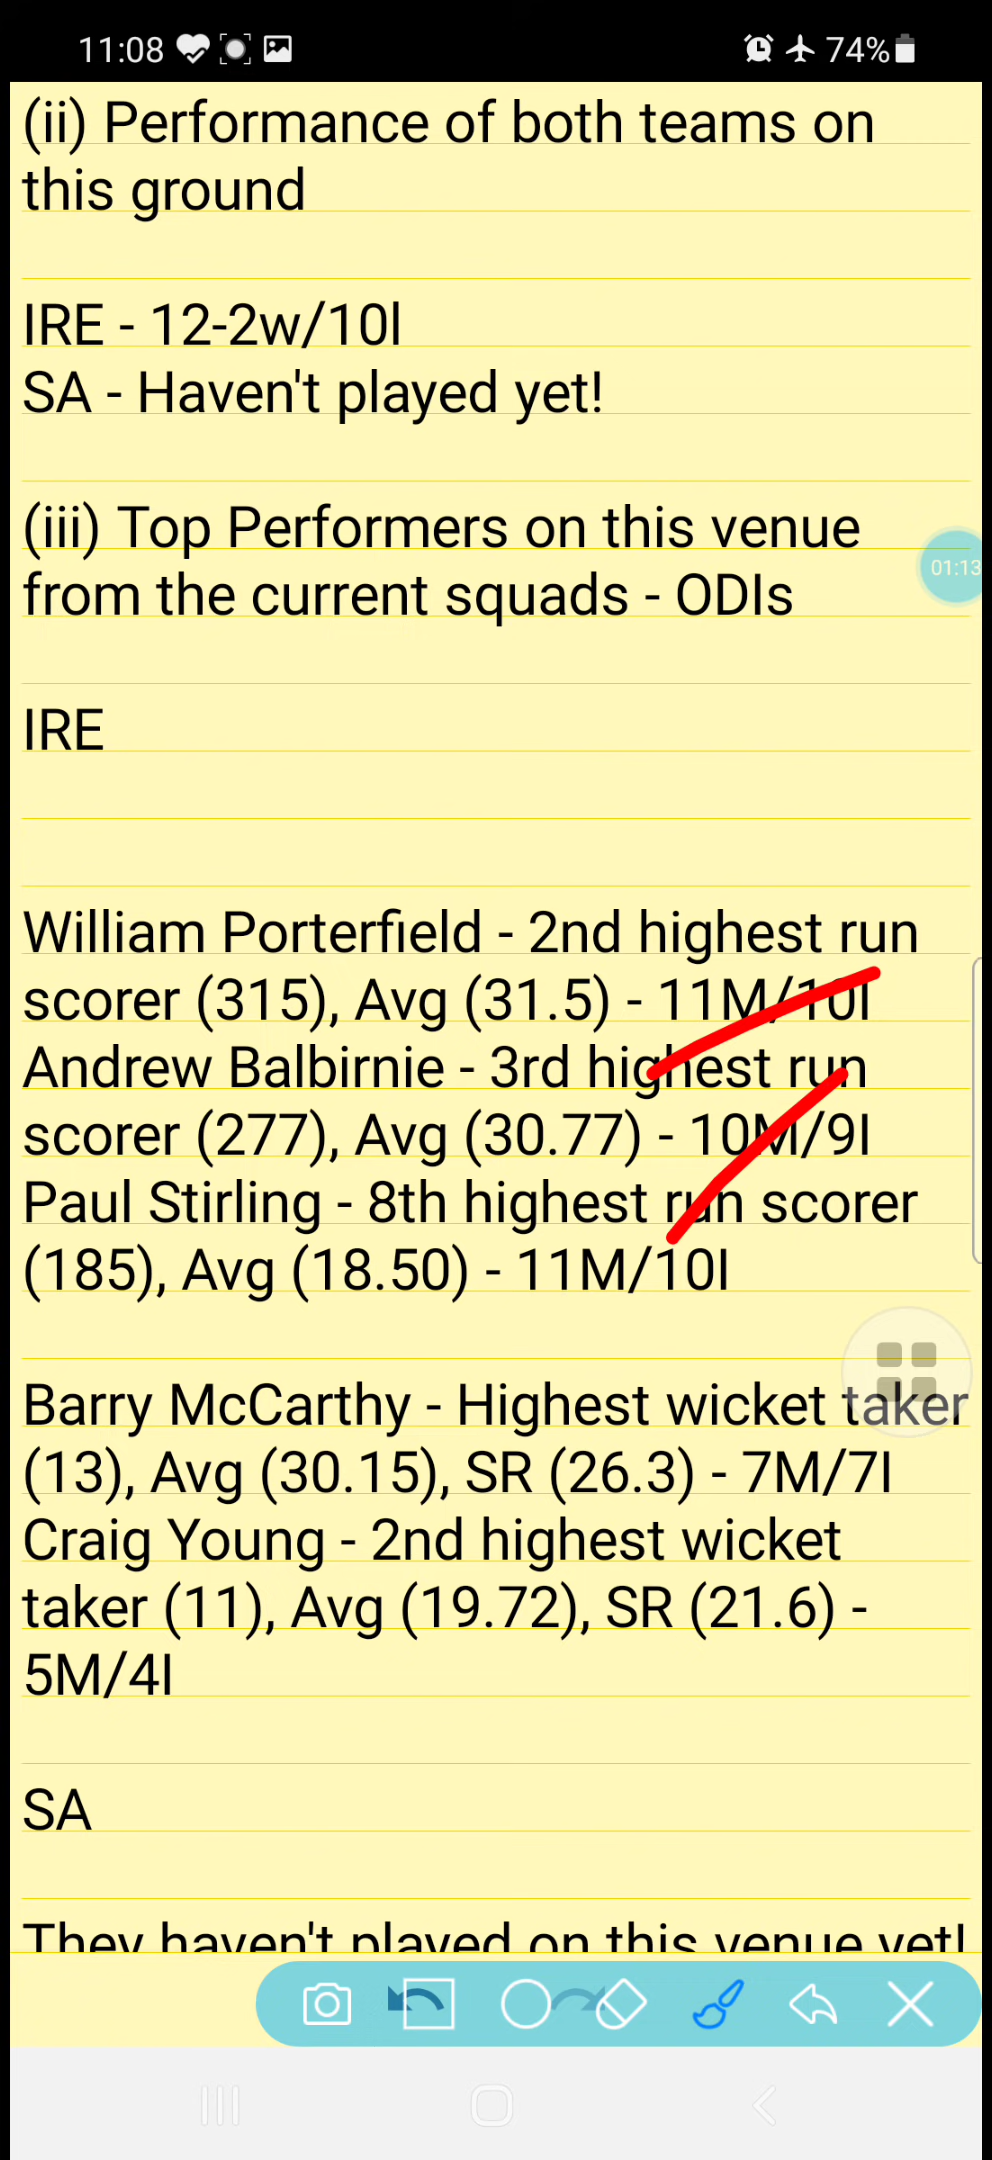 11:08 74%
(ii) Performance of both teams on
this ground
IRE - 12-2w/10l
SA - Haven't played yet!
(iii) Top Performers on this venue
from the current squads - ODIs
01:13
IRE
William Porterfield - 2nd highest run
scorer (315), Avg (31.5) - 11M/10I
Andrew Balbirnie - 3rd highest run
scorer (277), Avg (30.77) - 10M/9I
Paul Stirling - 8th highest run scorer
(185), Avg (18.50) - 11M/10I
Barry McCarthy - Highest wicket taker
(13), Avg (30.15), SR (26.3) - 7M/7I
Craig Young - 2nd highest wicket
taker (11), Avg (19.72), SR (21.6) -
5M/4I
SA
They haven't played on this venue yet!